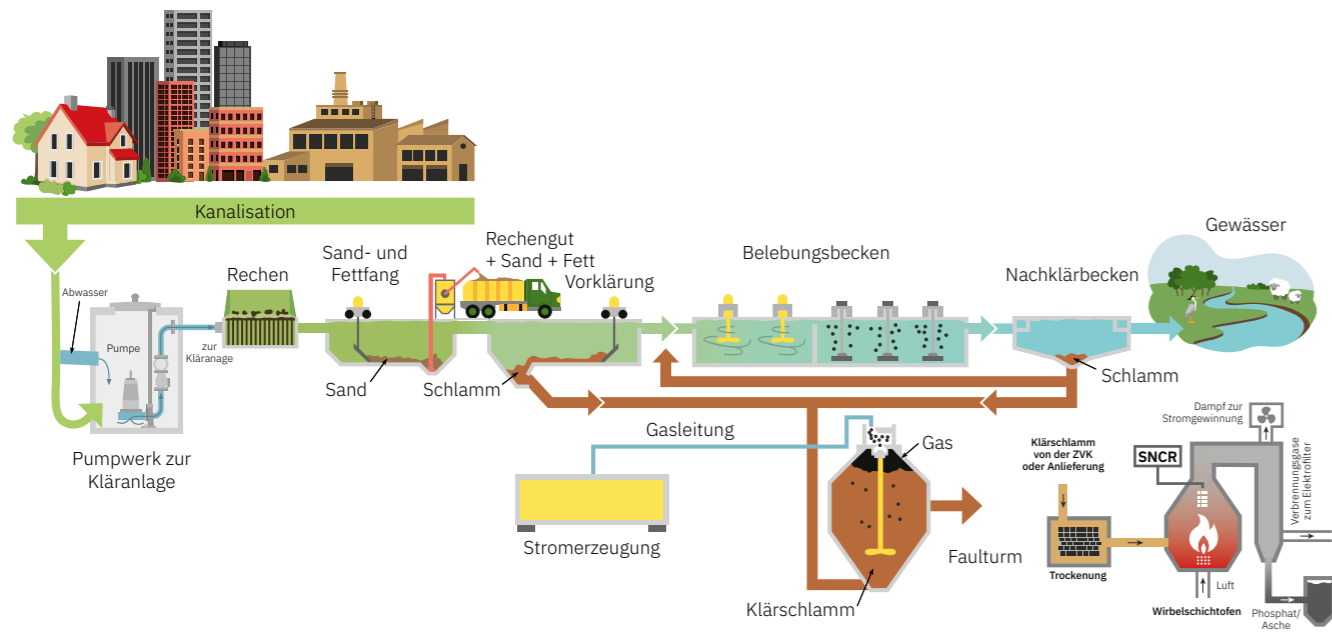 Kanalisation
Abwasser
Pumpe
Pumpwerk zur
Kläranlage
zur
Kläranage
Rechen
Sand- und
Fettfang
Sand
Rechengut
+ Sand + Fett
Vorklärung
Schlamm
Belebungsbecken
Nachklärbecken
Schlamm
Gewässer
Gasleitung
Stromerzeugung
Gas
Faulturm
Klärschlamm
Klärschlamm
von der ZVK
oder Anlieferung
Trockenung
SNCR
Dampf zur
Stromgewinnung
Verbrennungsgase
zum Elektrofilter
Luft
Wirbelschichtofen
Phosphat/
Asche